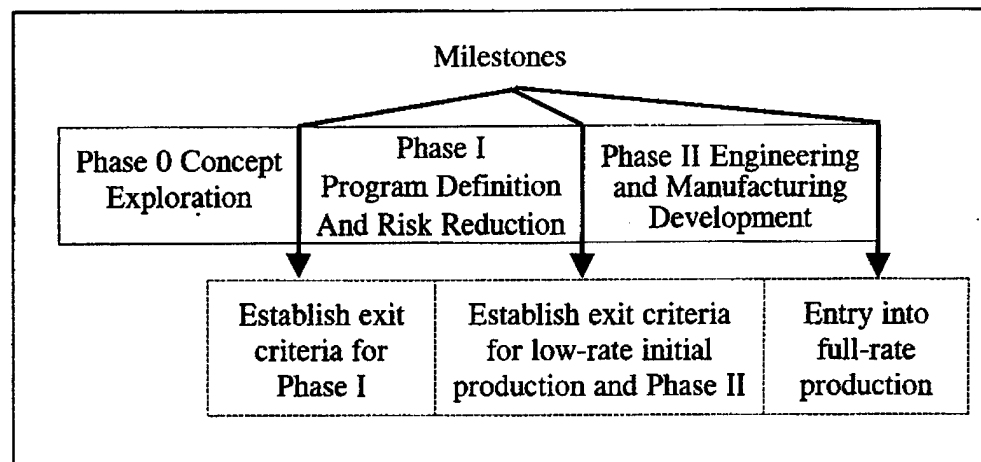 Milestones
Phase 0 Concept
Exploration
Phase I
Program Definition
And Risk Reduction
Phase II Engineering
and Manufacturing
Development
Establish exit
criteria for
Phase I
Establish exit criteria
for low-rate initial
production and Phase II
Entry into
full-rate
production